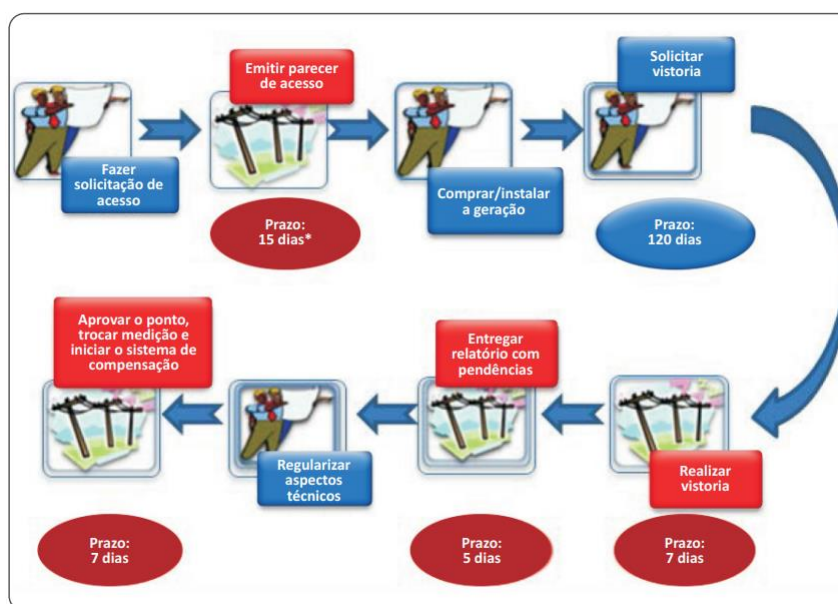 Fazer
solicitação de
acesso
Emitir parecer
de acesso
Prazo:
15 dias*
Comprar/instalar
a geração
Solicitar
vistoria
Prazo:
120 dias
Realizar
vistoria
Prazo:
7 dias
Entregar
relatório com
pendências
Prazo:
5 dias
Regularizar
aspectos
técnicos
Aprovar o ponto,
trocar medição e
iniciar o sistema de
compensação
Prazo:
7 dias